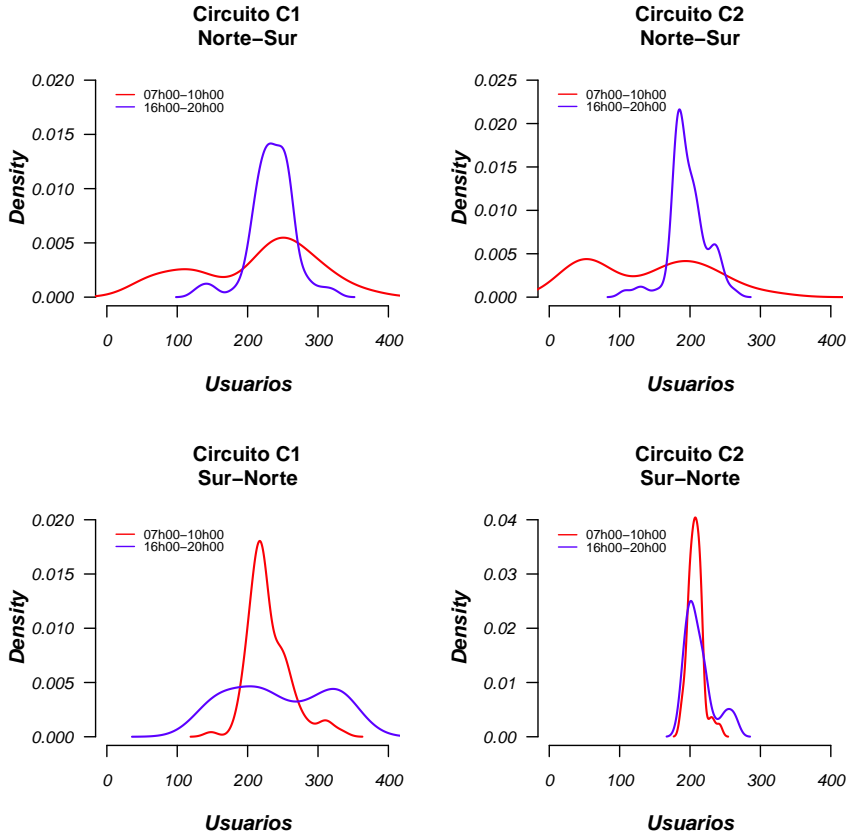 Circuito C1
Norte−Sur
0.020
0.015
0.010
0.005
0.000
Density
07h00−10h00
16h00−20h00
0
100
200
300
400
Usuarios
Circuito C2
Norte−Sur
0.025
0.020
0.015
0.010
0.005
0.000
Density
07h00−10h00
16h00−20h00
0
100
200
300
400
Usuarios
Circuito C1
Sur−Norte
0.020
0.015
0.010
0.005
0.000
Density
07h00−10h00
16h00−20h00
0
100
200
300
400
Usuarios
Circuito C2
Sur−Norte
0.04
0.03
0.02
0.01
0.00
Density
07h00−10h00
16h00−20h00
0
100
200
300
400
Usuarios